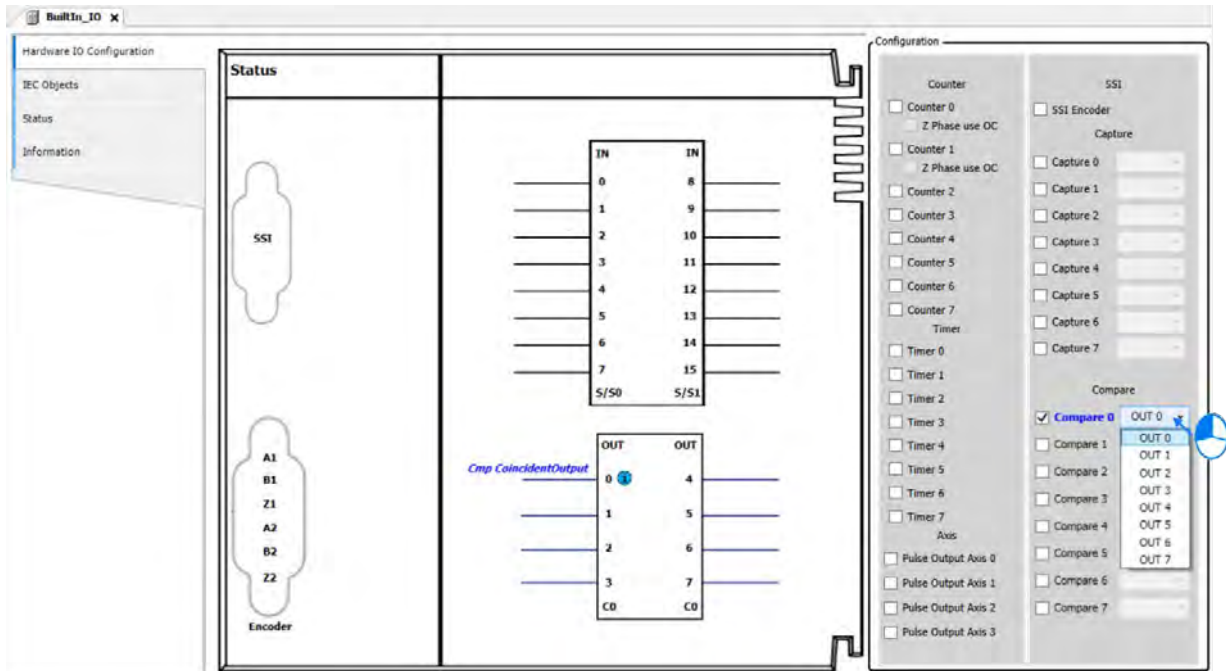 BuiltIn_IO x
Hardware IO Configuration
IEC Objects
Status
Information
Status
SSI
A1
B1
Z1
A2
B2
Z2
Encoder
IN IN
0 8
1 9
2 10
3 11
4 12
5 13
6 14
7 15
S/S0 S/S1
OUT OUT
Cmp CoincidentOutput
0 1 4
1 5
2 6
3 7
C0 C0
Configuration
Counter
Counter 0
Z Phase use OC
Counter 1
Z Phase use OC
Counter 2
Counter 3
Counter 4
Counter 5
Counter 6
Counter 7
Timer
Timer 0
Timer 1
Timer 2
Timer 3
Timer 4
Timer 5
Timer 6
Timer 7
Axis
Pulse Output Axis 0
Pulse Output Axis 1
Pulse Output Axis 2
Pulse Output Axis 3
SSI
SSI Encoder
Capture
Capture 0
Capture 1
Capture 2
Capture 3
Capture 4
Capture 5
Capture 6
Capture 7
Compare
Compare 0 OUT 0
Compare 1
Compare 2
Compare 3
Compare 4
Compare 5
Compare 6
Compare 7
OUT 0
OUT 1
OUT 2
OUT 3
OUT 4
OUT 5
OUT 6
OUT 7